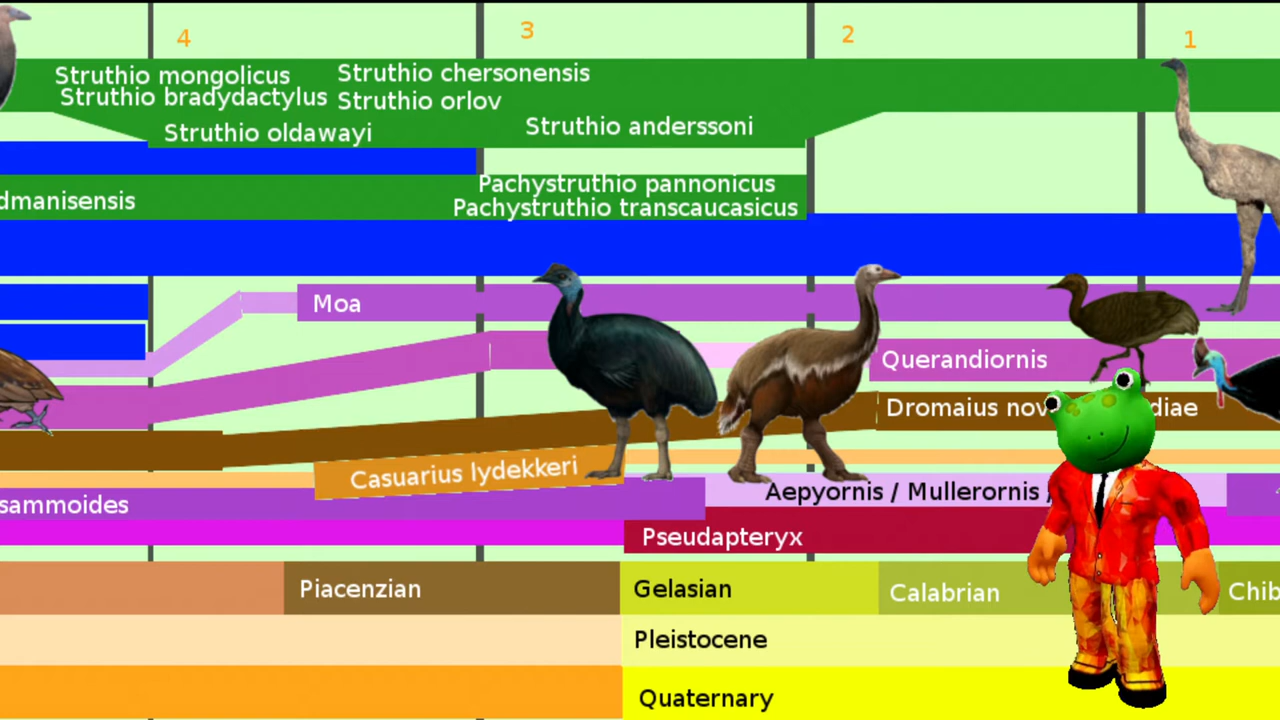 4
3
2
1
Struthio mongolicus
Struthio chersonensis
Struthio bradydactylus
Struthio orlov
Struthio oldawayi
Struthio anderssoni
Pachystruthio pannonicus
dmanisensis
Pachystruthio transcaucasicus
Moa
Querandiornis
Dromaius nov diae
Casuarius lydekkeri
Aepyornis / Mullerornis /
sammoides
Pseudapteryx
Piacenzian
Gelasian
Calabrian
Chib
Pleistocene
Quaternary